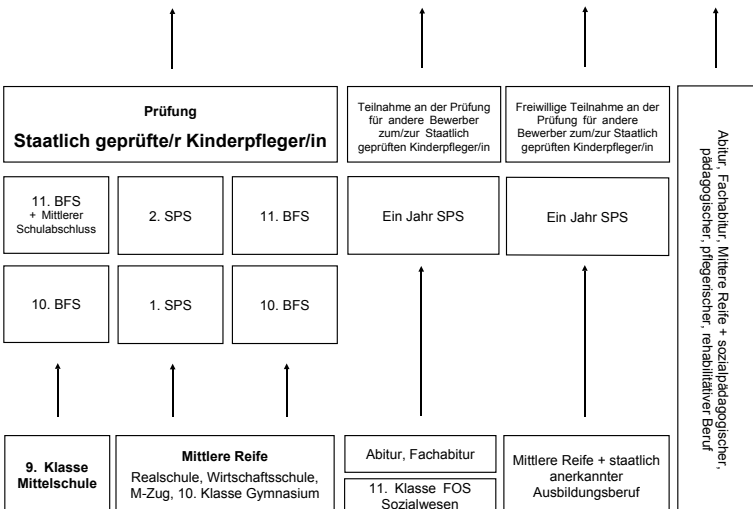 Prüfung
Staatlich geprüfte/r Kinderpfleger/in
Teilnahme an der Prüfung
für andere Bewerber
zum/zur Staatlich
geprüften Kinderpfleger/in
Freiwillige Teilnahme an der
Prüfung für andere
Bewerber zum/zur Staatlich
geprüften Kinderpfleger/in
Abitur, Fachabitur, Mittere Reife + sozialpädagogischer,
pädagogischer, pflegerischer, rehabilitätiver Beruf
11. BFS
+ Mittlerer
Schulabschluss
2. SPS
11. BFS
Ein Jahr SPS
Ein Jahr SPS
10. BFS
1. SPS
10. BFS
9. Klasse
Mittelschule
Mittlere Reife
Realschule, Wirtschaftsschule,
M-Zug, 10. Klasse Gymnasium
Abitur, Fachabitur
11. Klasse FOS
Sozialwesen
Mittlere Reife + staatlich
anerkannter
Ausbildungsberuf